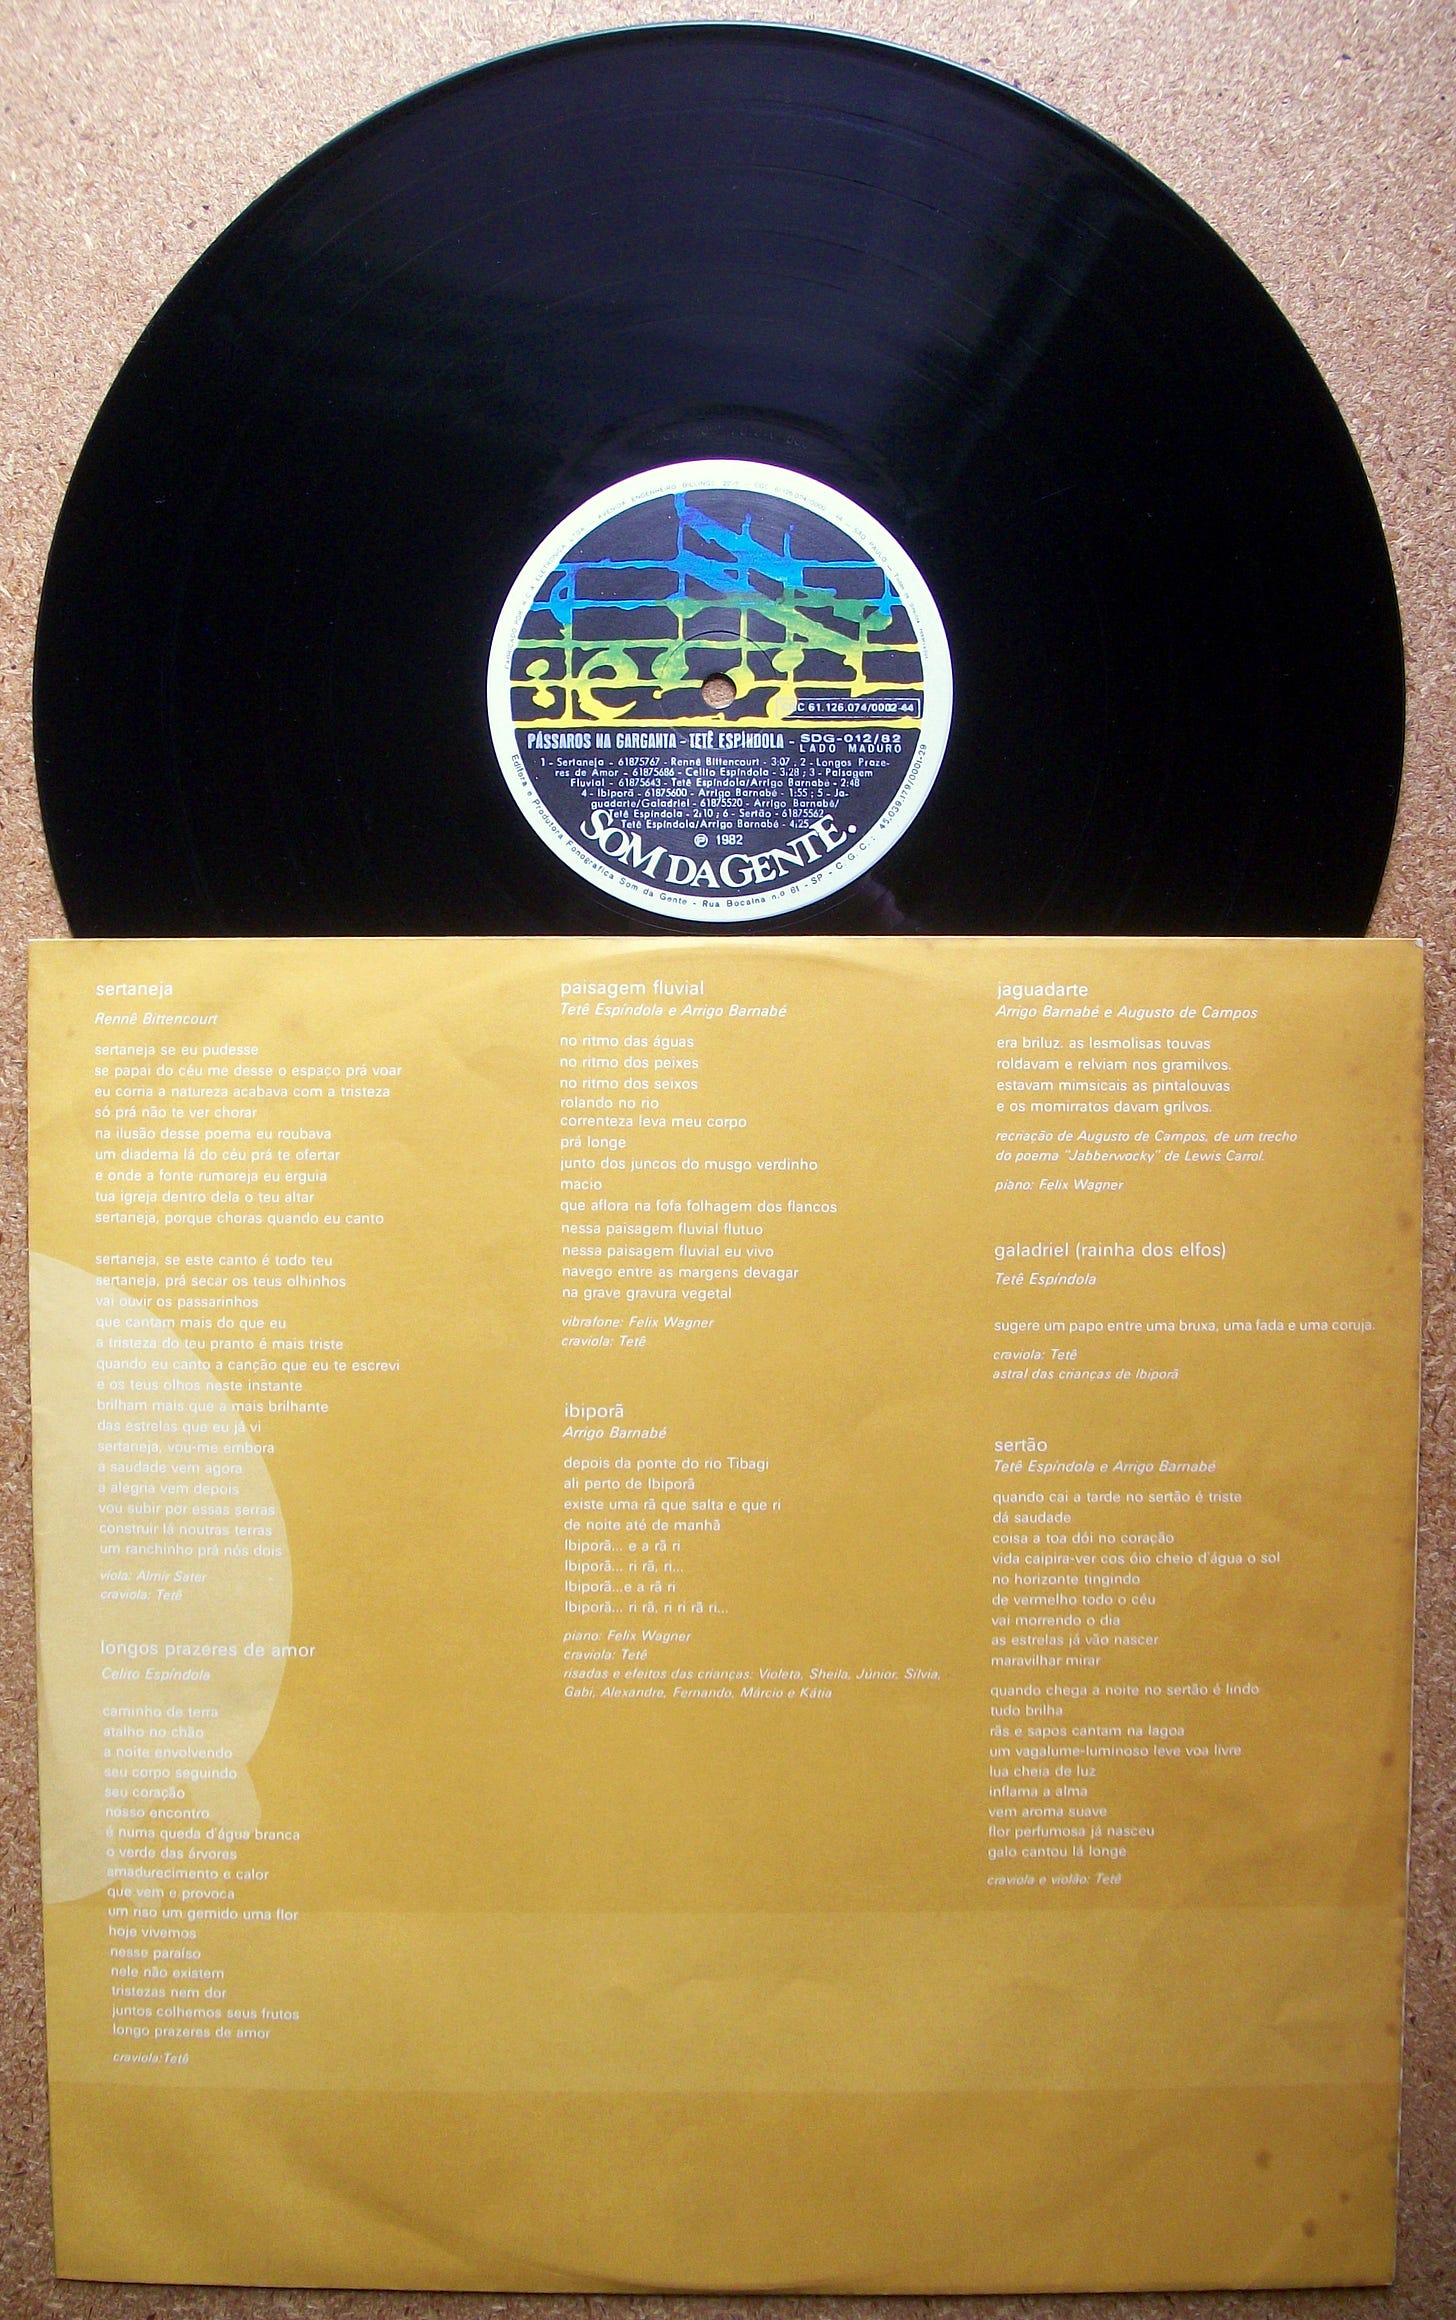 PÁSSAROS NA GARGANTA - TETÊ ESPÍNDOLA - SDG-012/82
LADO MADURO
C 61.126.074/0002-44
1 - Sertaneja - 61875767 - Rennê Bittencourt - 3:07 ; 2 - Longos Praze-
res de Amor - 61875686 - Celito Espíndola - 3:28 ; 3 - Paisagem
Fluvial - 61875643 - Tetê Espíndola/Arrigo Barnabé - 2:48
4 - Ibiporã - 61875600 - Arrigo Barnabé - 1:55 ; 5 - Ja-
guadarte/Galadriel - 61875520 - Arrigo Barnabé/
Tetê Espíndola - 2:10 ; 6 - Sertão - 61875562
Tetê Espíndola/Arrigo Barnabé - 4:25
℗ 1982
SOM DA GENTE.
Editora e Produtora Fonográfica Som da Gente - Rua Bocaina n.o 61 - SP - C.G.C.: 45.039.179/0001-29
sertaneja
Rennê Bittencourt
sertaneja se eu pudesse
se papai do céu me desse o espaço prá voar
eu corria a natureza acabava com a tristeza
só prá não te ver chorar
na ilusão desse poema eu roubava
um diadema lá do céu prá te ofertar
e onde a fonte rumoreja eu erguia
tua igreja dentro dela o teu altar
sertaneja, porque choras quando eu canto
sertaneja, se este canto é todo teu
sertaneja, prá secar os teus olhinhos
vai ouvir os passarinhos
que cantam mais do que eu
a tristeza do teu pranto é mais triste
quando eu canto a canção que eu te escrevi
e os teus olhos neste instante
brilham mais que a mais brilhante
das estrelas que eu já vi
sertaneja, vou-me embora
a saudade vem agora
a alegria vem depois
vou subir por essas serras
construir lá noutras terras
um ranchinho prá nós dois
viola: Almir Sater
craviola: Tetê
longos prazeres de amor
Celito Espíndola
caminho de terra
atalho no chão
a noite envolvendo
seu corpo seguindo
seu coração
nosso encontro
é numa queda d'água branca
o verde das árvores
amadurecimento e calor
que vem e provoca
um riso um gemido uma flor
hoje vivemos
nesse paraíso
nele não existem
tristezas nem dor
juntos colhemos seus frutos
longo prazeres de amor
craviola:Tetê
paisagem fluvial
Tetê Espíndola e Arrigo Barnabé
no ritmo das águas
no ritmo dos peixes
no ritmo dos seixos
rolando no rio
correnteza leva meu corpo
prá longe
junto dos juncos do musgo verdinho
macio
que aflora na fofa folhagem dos flancos
nessa paisagem fluvial flutuo
nessa paisagem fluvial eu vivo
navego entre as margens devagar
na grave gravura vegetal
vibrafone: Felix Wagner
craviola: Tetê
ibiporã
Arrigo Barnabé
depois da ponte do rio Tibagi
ali perto de Ibiporã
existe uma rã que salta e que ri
de noite até de manhã
Ibiporã... e a rã ri
Ibiporã... ri rã, ri...
Ibiporã...e a rã ri
Ibiporã... ri rã, ri ri rã ri...
piano: Felix Wagner
craviola: Tetê
risadas e efeitos das crianças: Violeta, Sheila, Júnior, Sílvia,
Gabi, Alexandre, Fernando, Márcio e Kátia
jaguadarte
Arrigo Barnabé e Augusto de Campos
era briluz. as lesmolisas touvas
roldavam e relviam nos gramilvos.
estavam mimsicais as pintalouvas
e os momirratos davam grilvos.
recriação de Augusto de Campos, de um trecho
do poema "Jabberwocky" de Lewis Carrol.
piano: Felix Wagner
galadriel (rainha dos elfos)
Tetê Espíndola
sugere um papo entre uma bruxa, uma fada e uma coruja.
craviola: Tetê
astral das crianças de Ibiporã
sertão
Tetê Espíndola e Arrigo Barnabé
quando cai a tarde no sertão é triste
dá saudade
coisa a toa dói no coração
vida caipira-ver cos óio cheio d'água o sol
no horizonte tingindo
de vermelho todo o céu
vai morrendo o dia
as estrelas já vão nascer
maravilhar mirar
quando chega a noite no sertão é lindo
tudo brilha
rãs e sapos cantam na lagoa
um vagalume-luminoso leve voa livre
lua cheia de luz
inflama a alma
vem aroma suave
flor perfumosa já nasceu
galo cantou lá longe
craviola e violão: Tetê